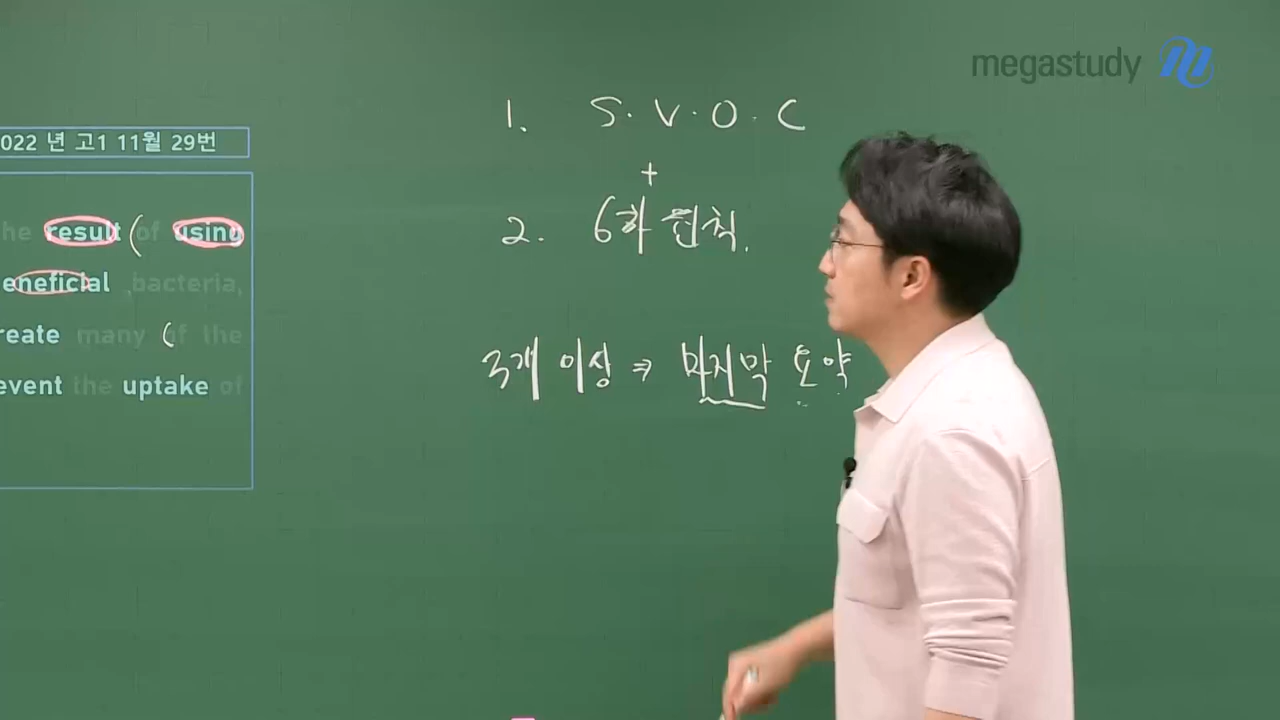 megastudy
022 년 고1 11월 29번
he result ( of using
eneficial bacteria,
reate many ( of the
event the uptake of
1. S. V. O. C
+
2. 6하 원칙.
3개 이상 ⇒ 마지막 요약